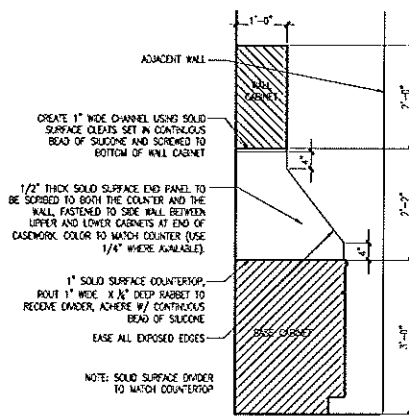 1'-0"
ADJACENT WALL
WALL
CABINET
2'-0"
CREATE 1" WIDE CHANNEL USING SOLID
SURFACE CLEATS SET IN CONTINUOUS
BEAD OF SILICONE AND SCREWED TO
BOTTOM OF WALL CABINET
4"
1/2" THICK SOLID SURFACE END PANEL TO
BE SCRIBED TO BOTH THE COUNTER AND THE
WALL, FASTENED TO SIDE WALL BETWEEN
UPPER AND LOWER CABINETS AT END OF
CASEWORK. COLOR TO MATCH COUNTER (USE
1/4" WHERE AVAILABLE).
2'-2"
4"
1" SOLID SURFACE COUNTERTOP,
ROUT 1" WIDE X DEEP RABBET TO
RECEIVE DIVIDER, ADHERE W/ CONTINUOUS
BEAD OF SILICONE
EASE ALL EXPOSED EDGES
BASE CABINET
3'-0"
NOTE: SOLID SURFACE DIVIDER
TO MATCH COUNTERTOP